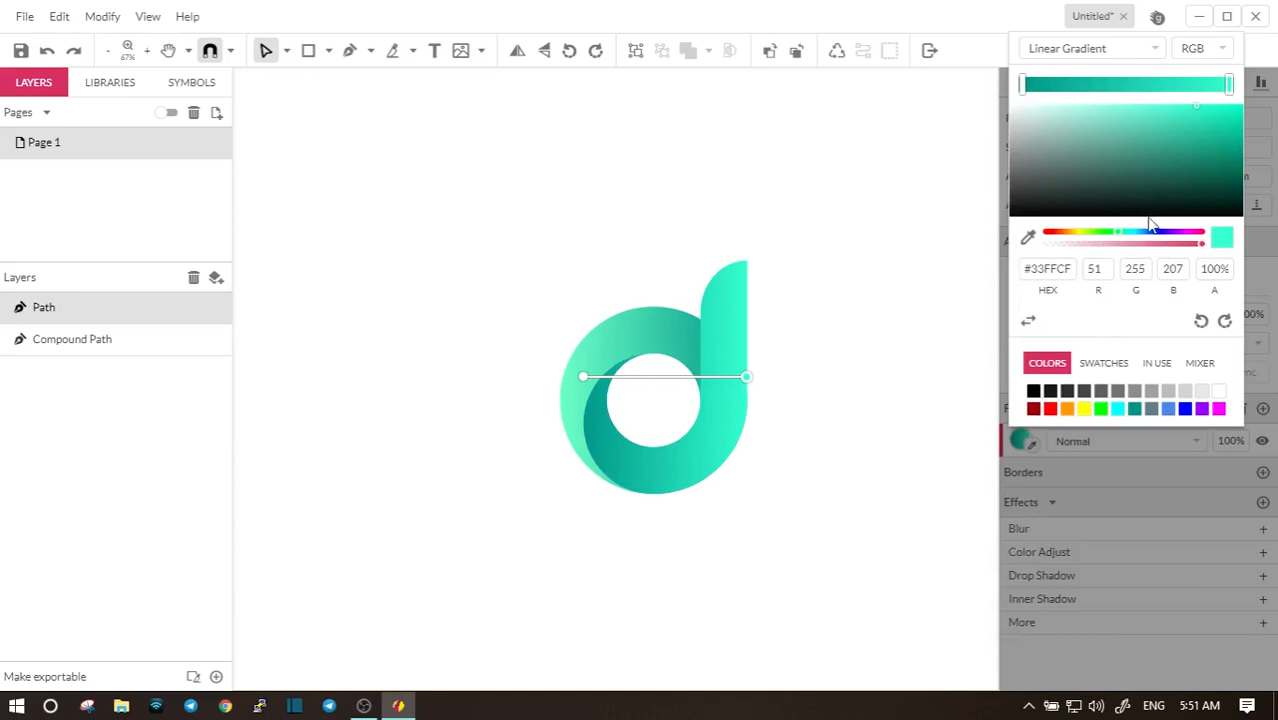 File Edit Modify View Help
Untitled*
67%
LAYERS LIBRARIES SYMBOLS
Pages
Page 1
Layers
Path
Compound Path
Make exportable
Linear Gradient RGB
#33FFCF 51 255 207 100%
HEX R G B A
COLORS SWATCHES IN USE MIXER
Normal 100%
Borders
Effects
Blur
Color Adjust
Drop Shadow
Inner Shadow
More
ENG 5:51 AM